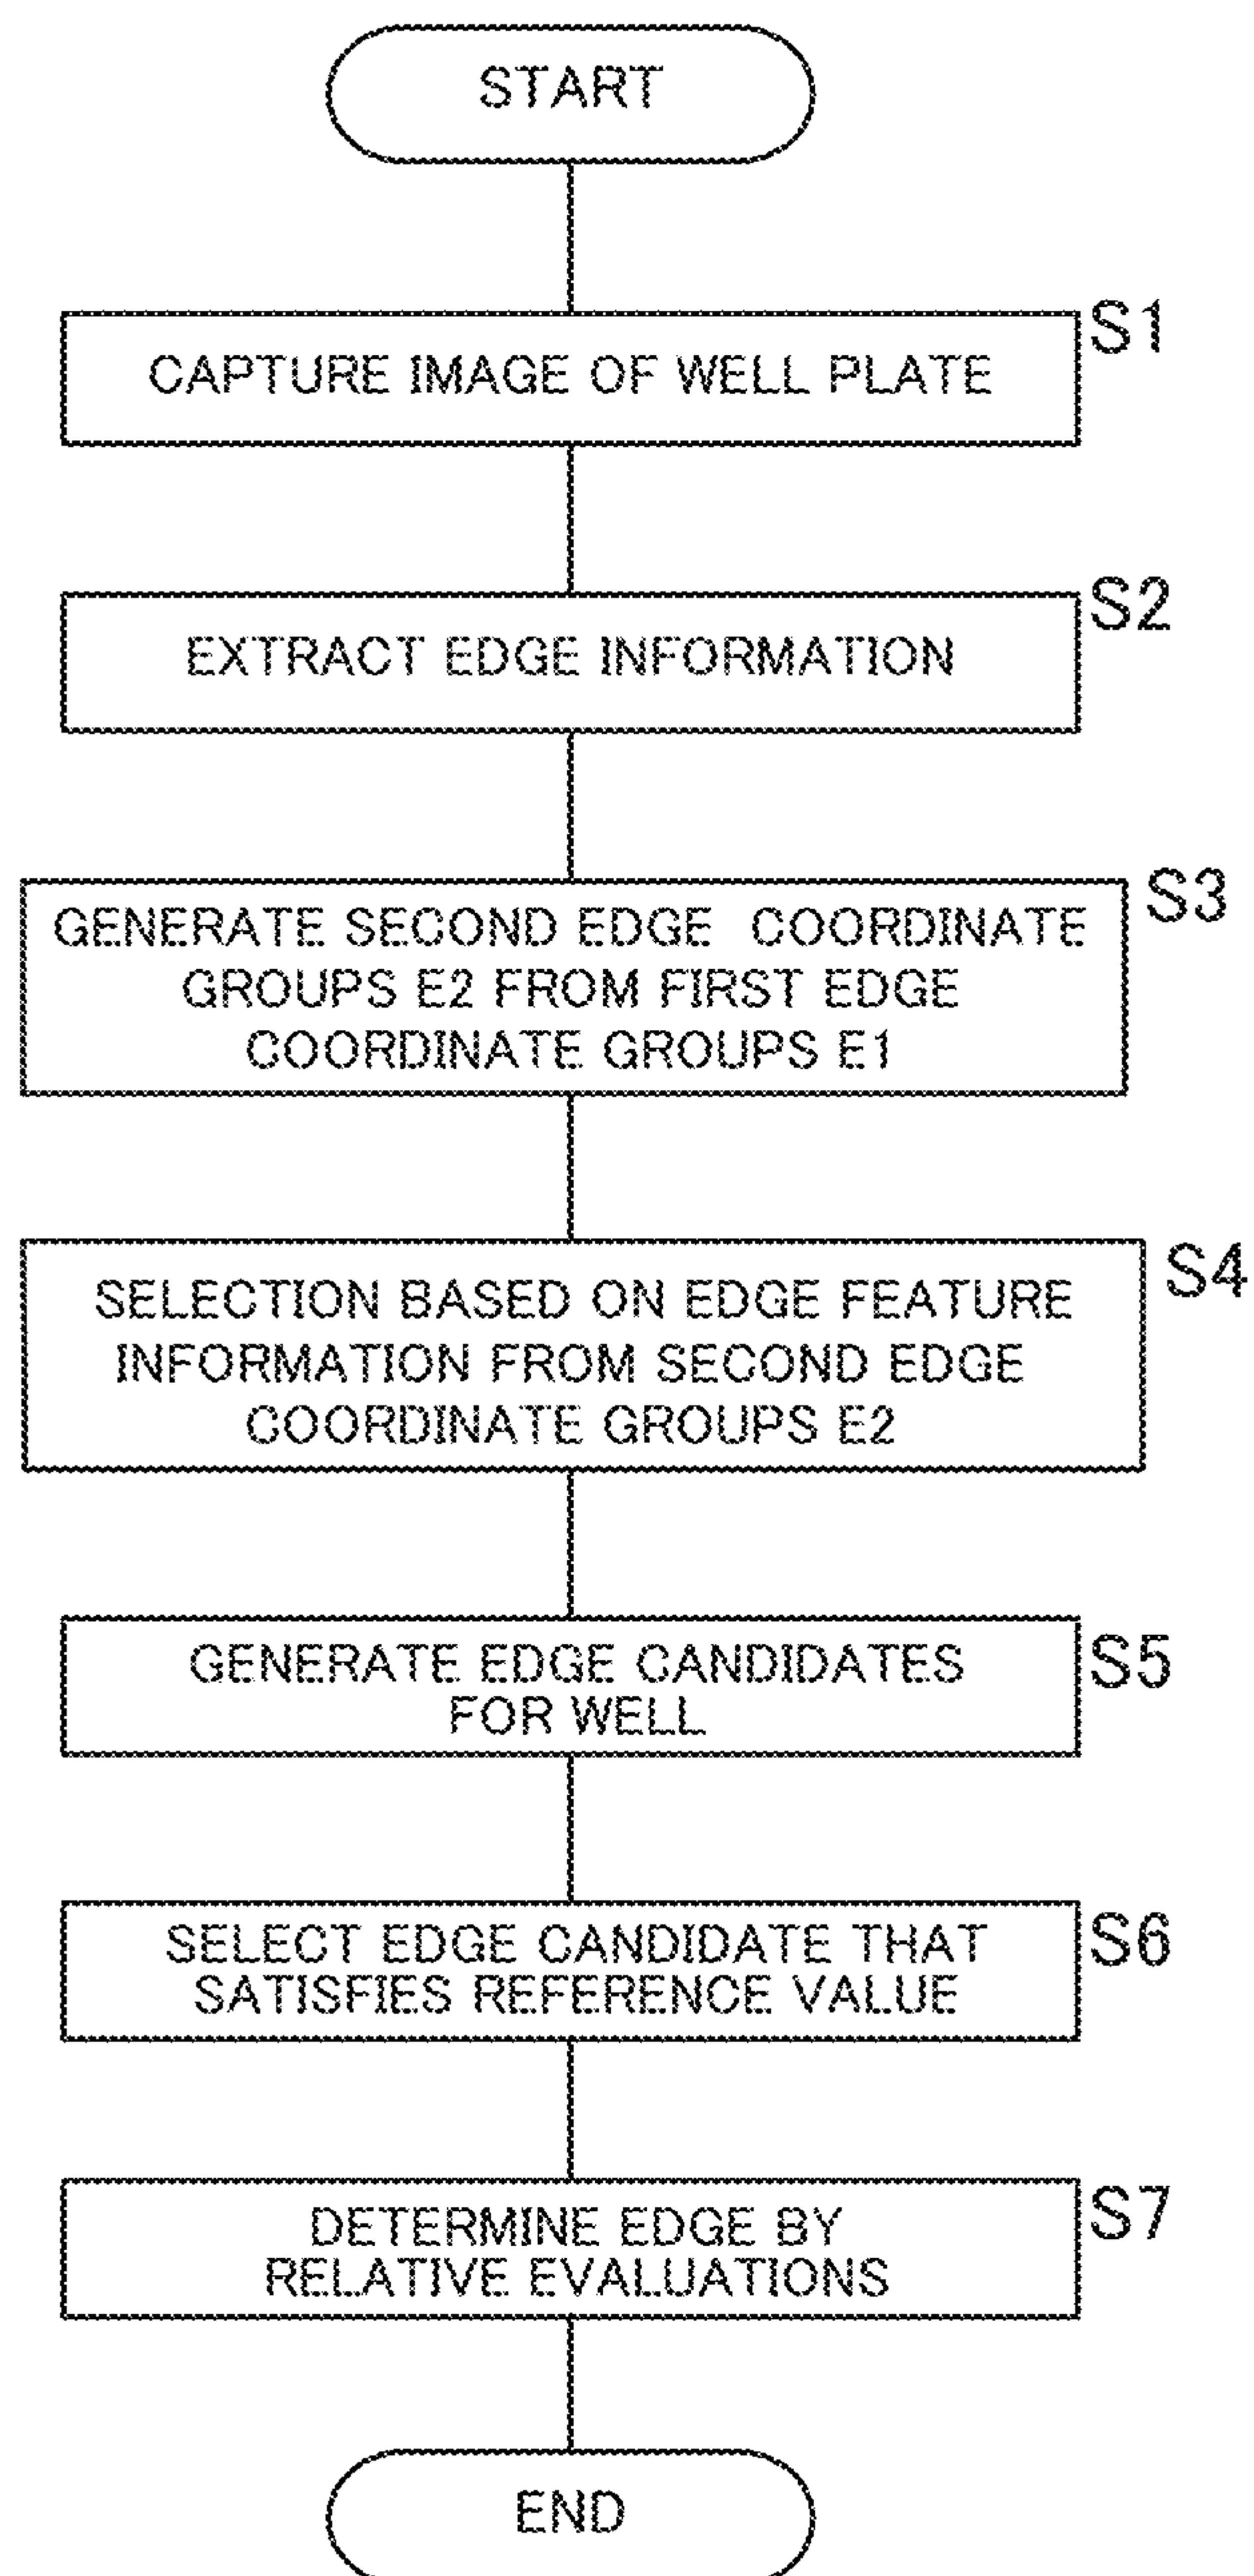 START
S1
CAPTURE IMAGE OF WELL PLATE
S2
EXTRACT EDGE INFORMATION
S3
GENERATE SECOND EDGE COORDINATE
GROUPS E2 FROM FIRST EDGE
COORDINATE GROUPS E1
S4
SELECTION BASED ON EDGE FEATURE
INFORMATION FROM SECOND EDGE
COORDINATE GROUPS E2
S5
GENERATE EDGE CANDIDATES
FOR WELL
S6
SELECT EDGE CANDIDATE THAT
SATISFIES REFERENCE VALUE
S7
DETERMINE EDGE BY
RELATIVE EVALUATIONS
END